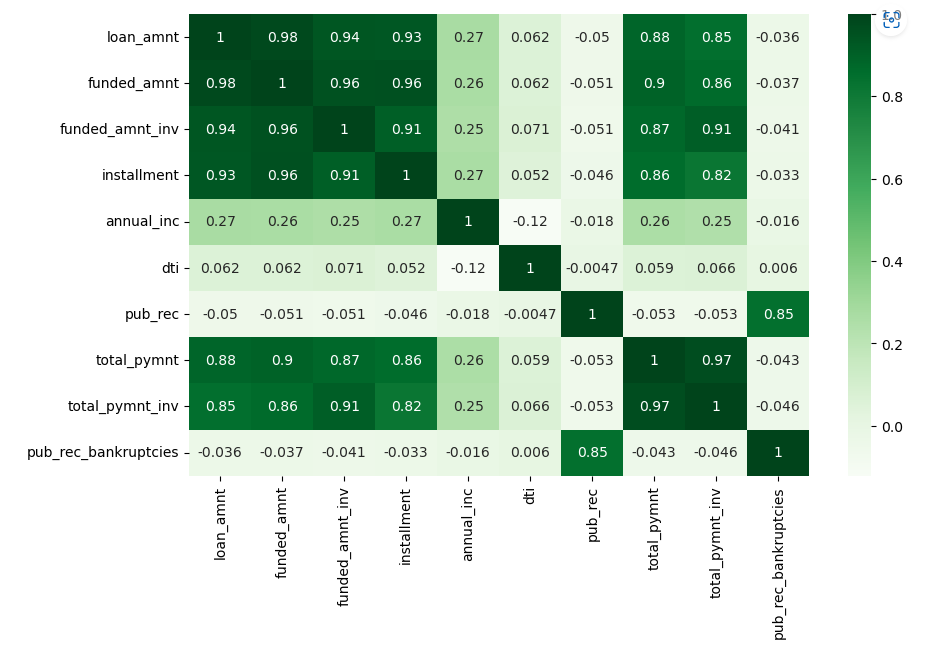 loan_amnt 1 0.98 0.94 0.93 0.27 0.062 -0.05 0.88 0.85 -0.036
funded_amnt 0.98 1 0.96 0.96 0.26 0.062 -0.051 0.9 0.86 -0.037
funded_amnt_inv 0.94 0.96 1 0.91 0.25 0.071 -0.051 0.87 0.91 -0.041
installment 0.93 0.96 0.91 1 0.27 0.052 -0.046 0.86 0.82 -0.033
annual_inc 0.27 0.26 0.25 0.27 1 -0.12 -0.018 0.26 0.25 -0.016
dti 0.062 0.062 0.071 0.052 -0.12 1 -0.0047 0.059 0.066 0.006
pub_rec -0.05 -0.051 -0.051 -0.046 -0.018 -0.0047 1 -0.053 -0.053 0.85
total_pymnt 0.88 0.9 0.87 0.86 0.26 0.059 -0.053 1 0.97 -0.043
total_pymnt_inv 0.85 0.86 0.91 0.82 0.25 0.066 -0.053 0.97 1 -0.046
pub_rec_bankruptcies -0.036 -0.037 -0.041 -0.033 -0.016 0.006 0.85 -0.043 -0.046 1
loan_amnt
funded_amnt
funded_amnt_inv
installment
annual_inc
dti
pub_rec
total_pymnt
total_pymnt_inv
pub_rec_bankruptcies
1.0
0.8
0.6
0.4
0.2
0.0